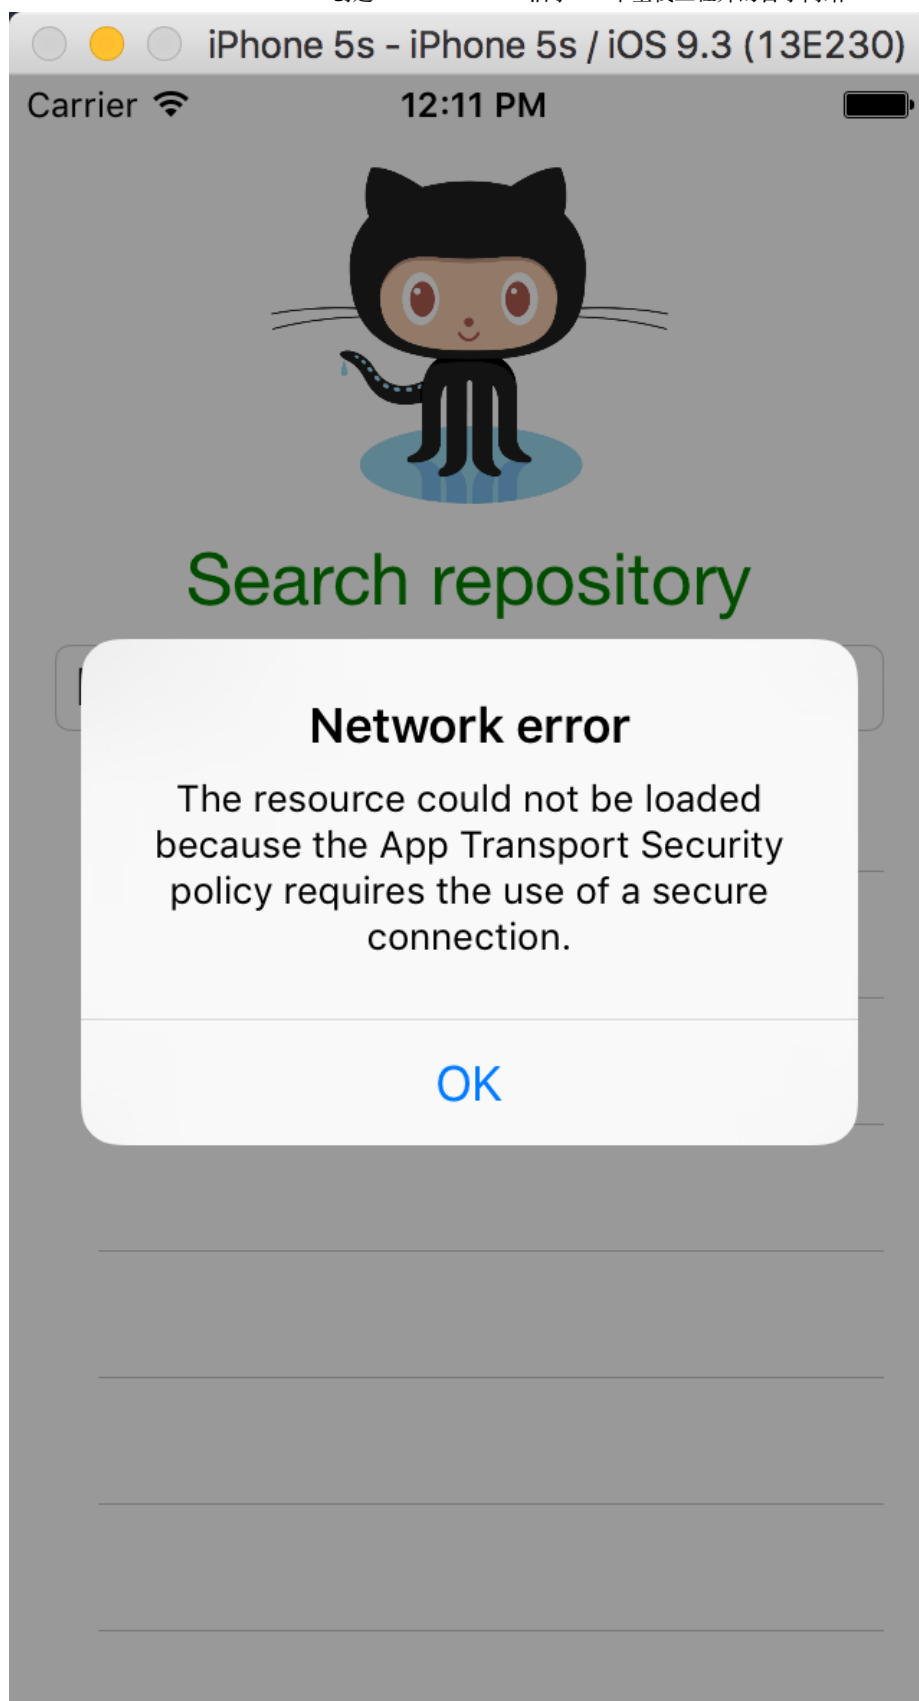 iPhone 5s - iPhone 5s / iOS 9.3 (13E230)
Carrier
12:11 PM
Search repository
Network error
The resource could not be loaded
because the App Transport Security
policy requires the use of a secure
connection.
OK